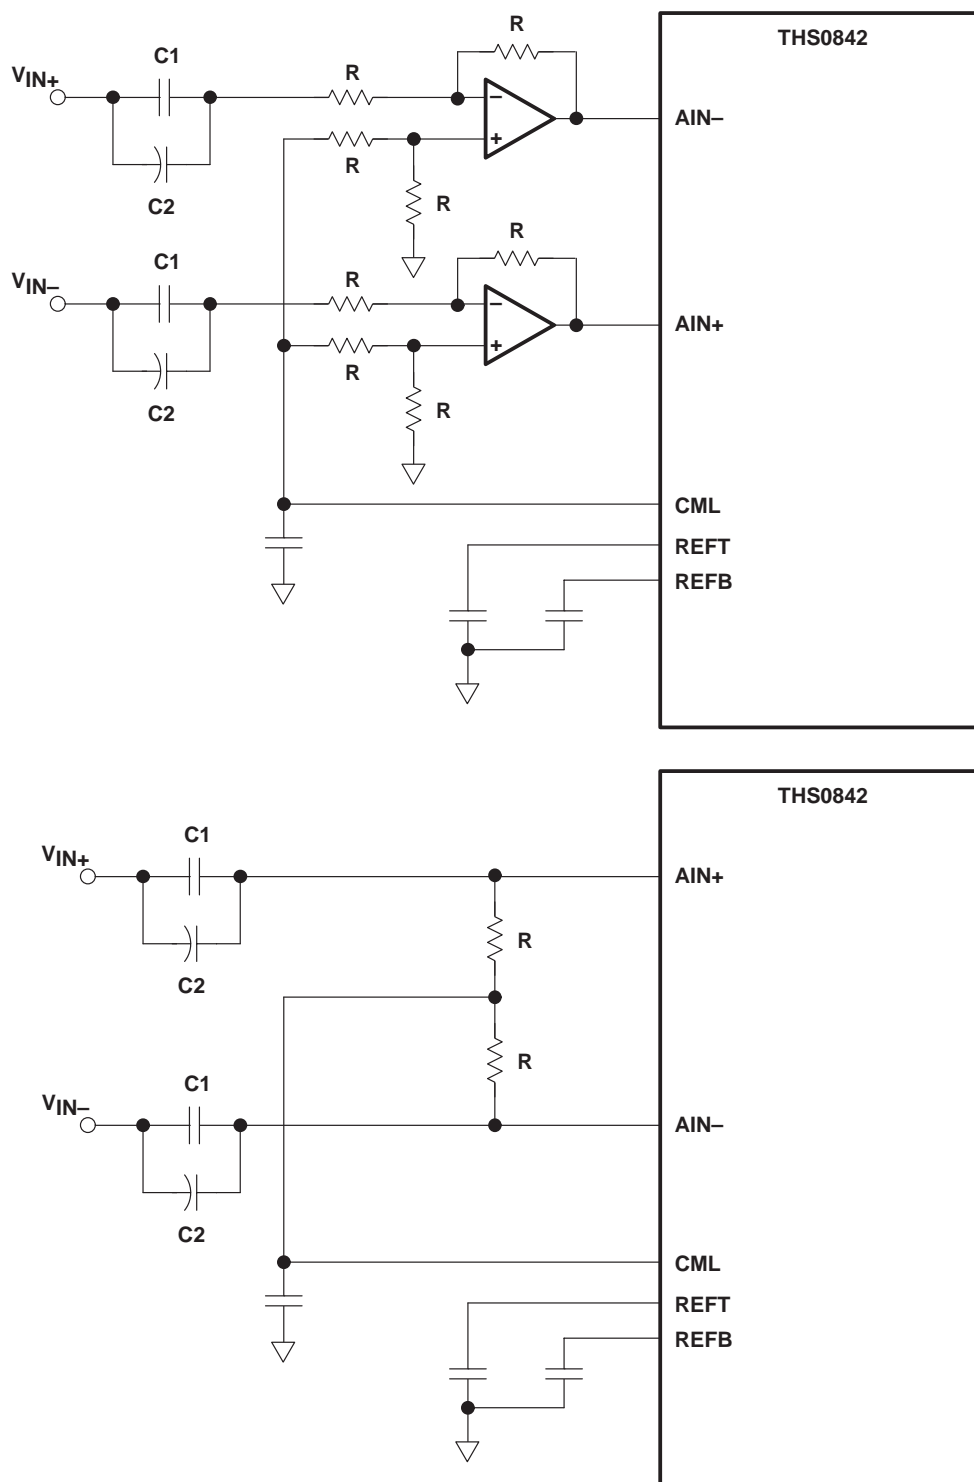 R
THS0842
C1
VIN+
R
AIN–
–
+
R
C2
R
R
C1
VIN–
R
AIN+
–
+
R
C2
R
CML
REFT
REFB
THS0842
C1
VIN+
AIN+
R
C2
R
C1
VIN–
AIN–
C2
CML
REFT
REFB